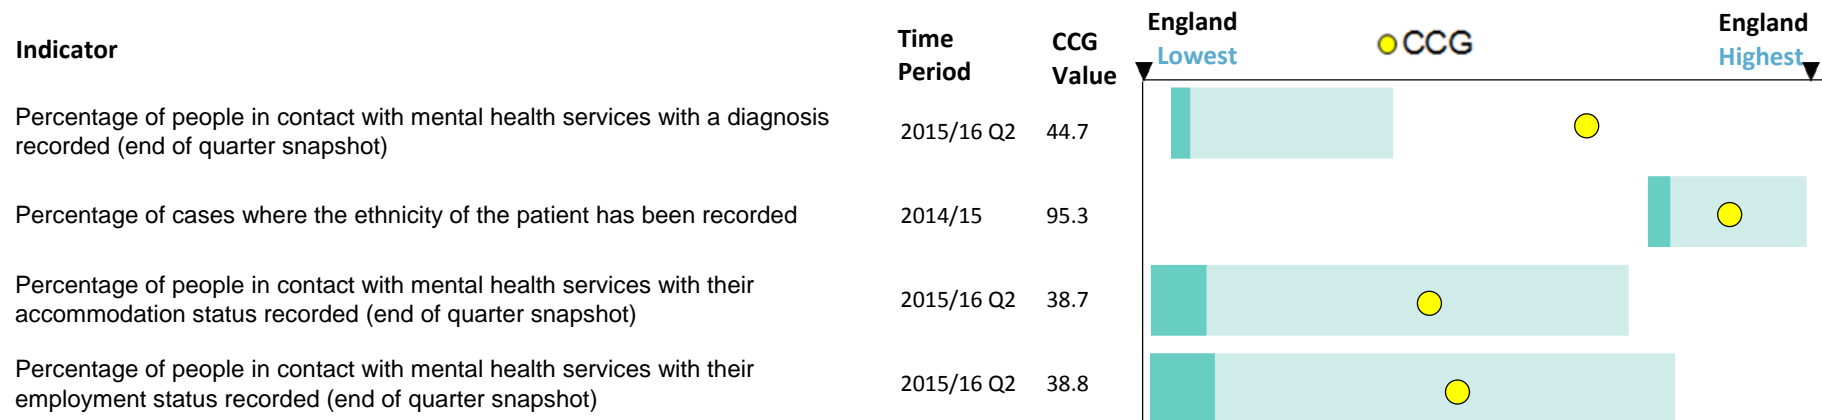 Indicator
Time Period
CCG Value
England Lowest
CCG
England Highest
Percentage of people in contact with mental health services with a diagnosis
recorded (end of quarter snapshot)
2015/16 Q2
44.7
Percentage of cases where the ethnicity of the patient has been recorded
2014/15
95.3
Percentage of people in contact with mental health services with their
accommodation status recorded (end of quarter snapshot)
2015/16 Q2
38.7
Percentage of people in contact with mental health services with their
employment status recorded (end of quarter snapshot)
2015/16 Q2
38.8